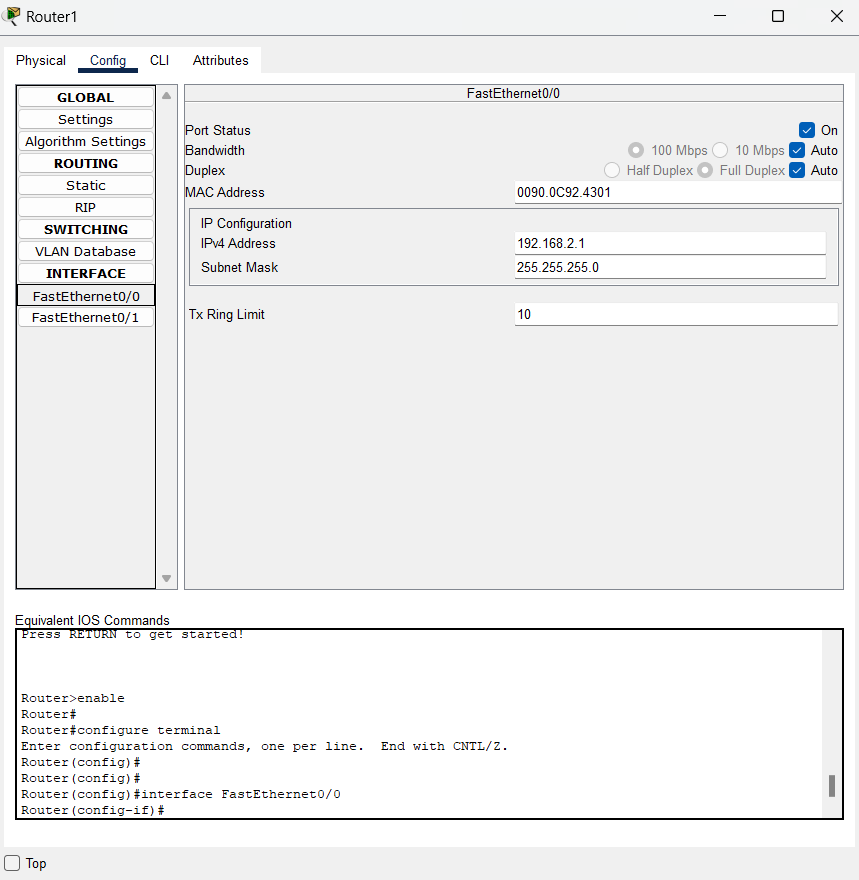 Router1
Physical Config CLI Attributes
GLOBAL
Settings
Algorithm Settings
ROUTING
Static
RIP
SWITCHING
VLAN Database
INTERFACE
FastEthernet0/0
FastEthernet0/1
FastEthernet0/0
Port Status On
Bandwidth 100 Mbps 10 Mbps Auto
Duplex Half Duplex Full Duplex Auto
MAC Address 0090.0C92.4301
IP Configuration
IPv4 Address 192.168.2.1
Subnet Mask 255.255.255.0
Tx Ring Limit 10
Equivalent IOS Commands
Press RETURN to get started!
Router>enable
Router#
Router#configure terminal
Enter configuration commands, one per line. End with CNTL/Z.
Router(config)#
Router(config)#
Router(config)#interface FastEthernet0/0
Router(config-if)#
Top